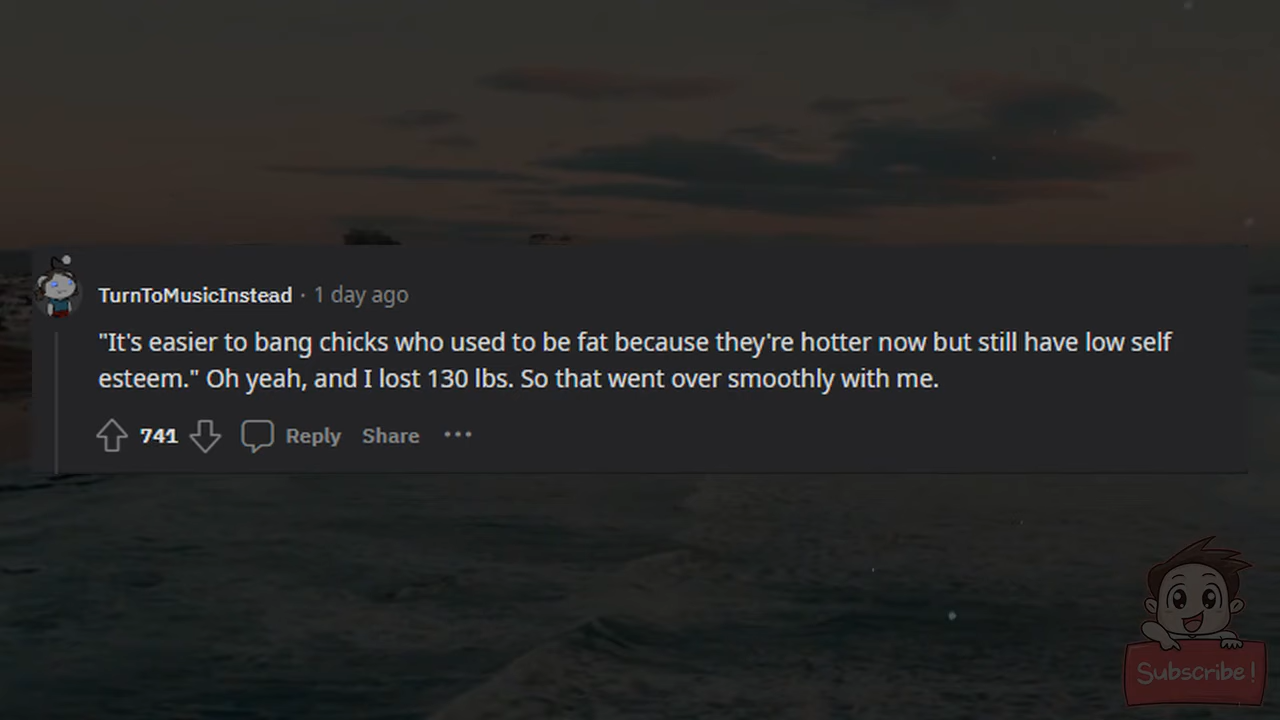 TurnToMusicInstead · 1 day ago
"It's easier to bang chicks who used to be fat because they're hotter now but still have low self
esteem." Oh yeah, and I lost 130 lbs. So that went over smoothly with me.
741 Reply Share ···
Subscribe!